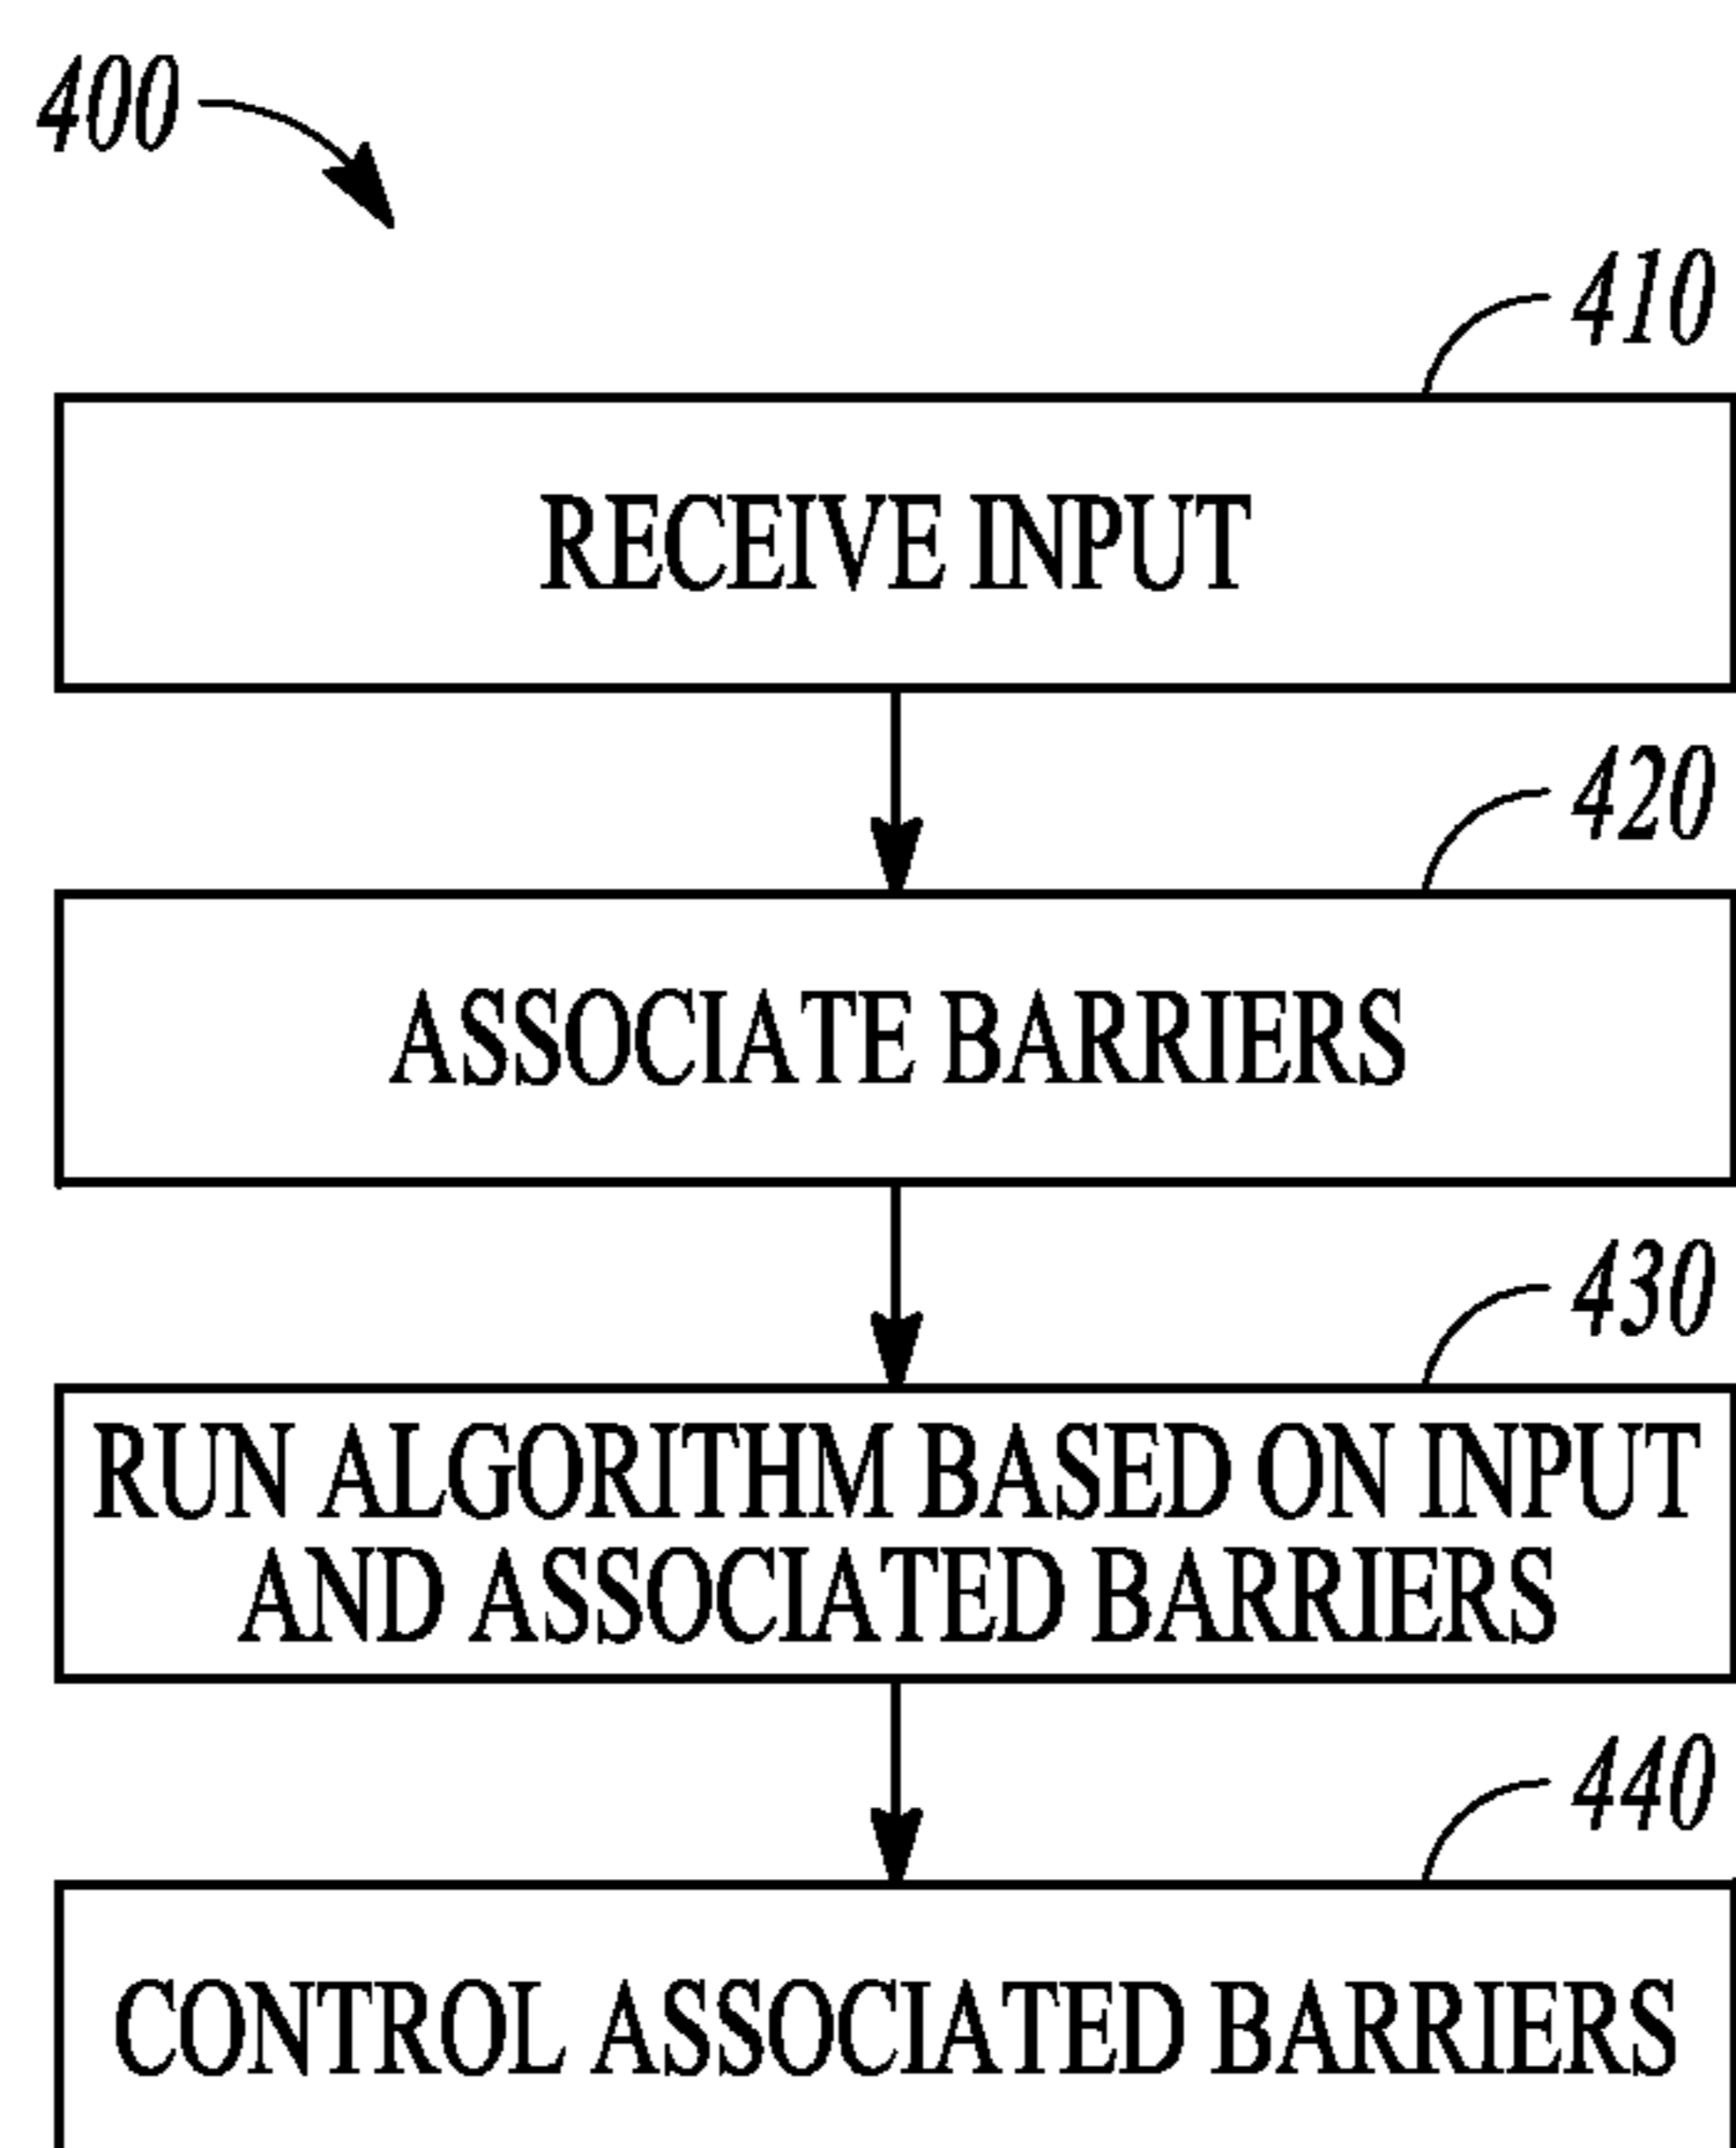 400
410
RECEIVE INPUT
420
ASSOCIATE BARRIERS
430
RUN ALGORITHM BASED ON INPUT
AND ASSOCIATED BARRIERS
440
CONTROL ASSOCIATED BARRIERS